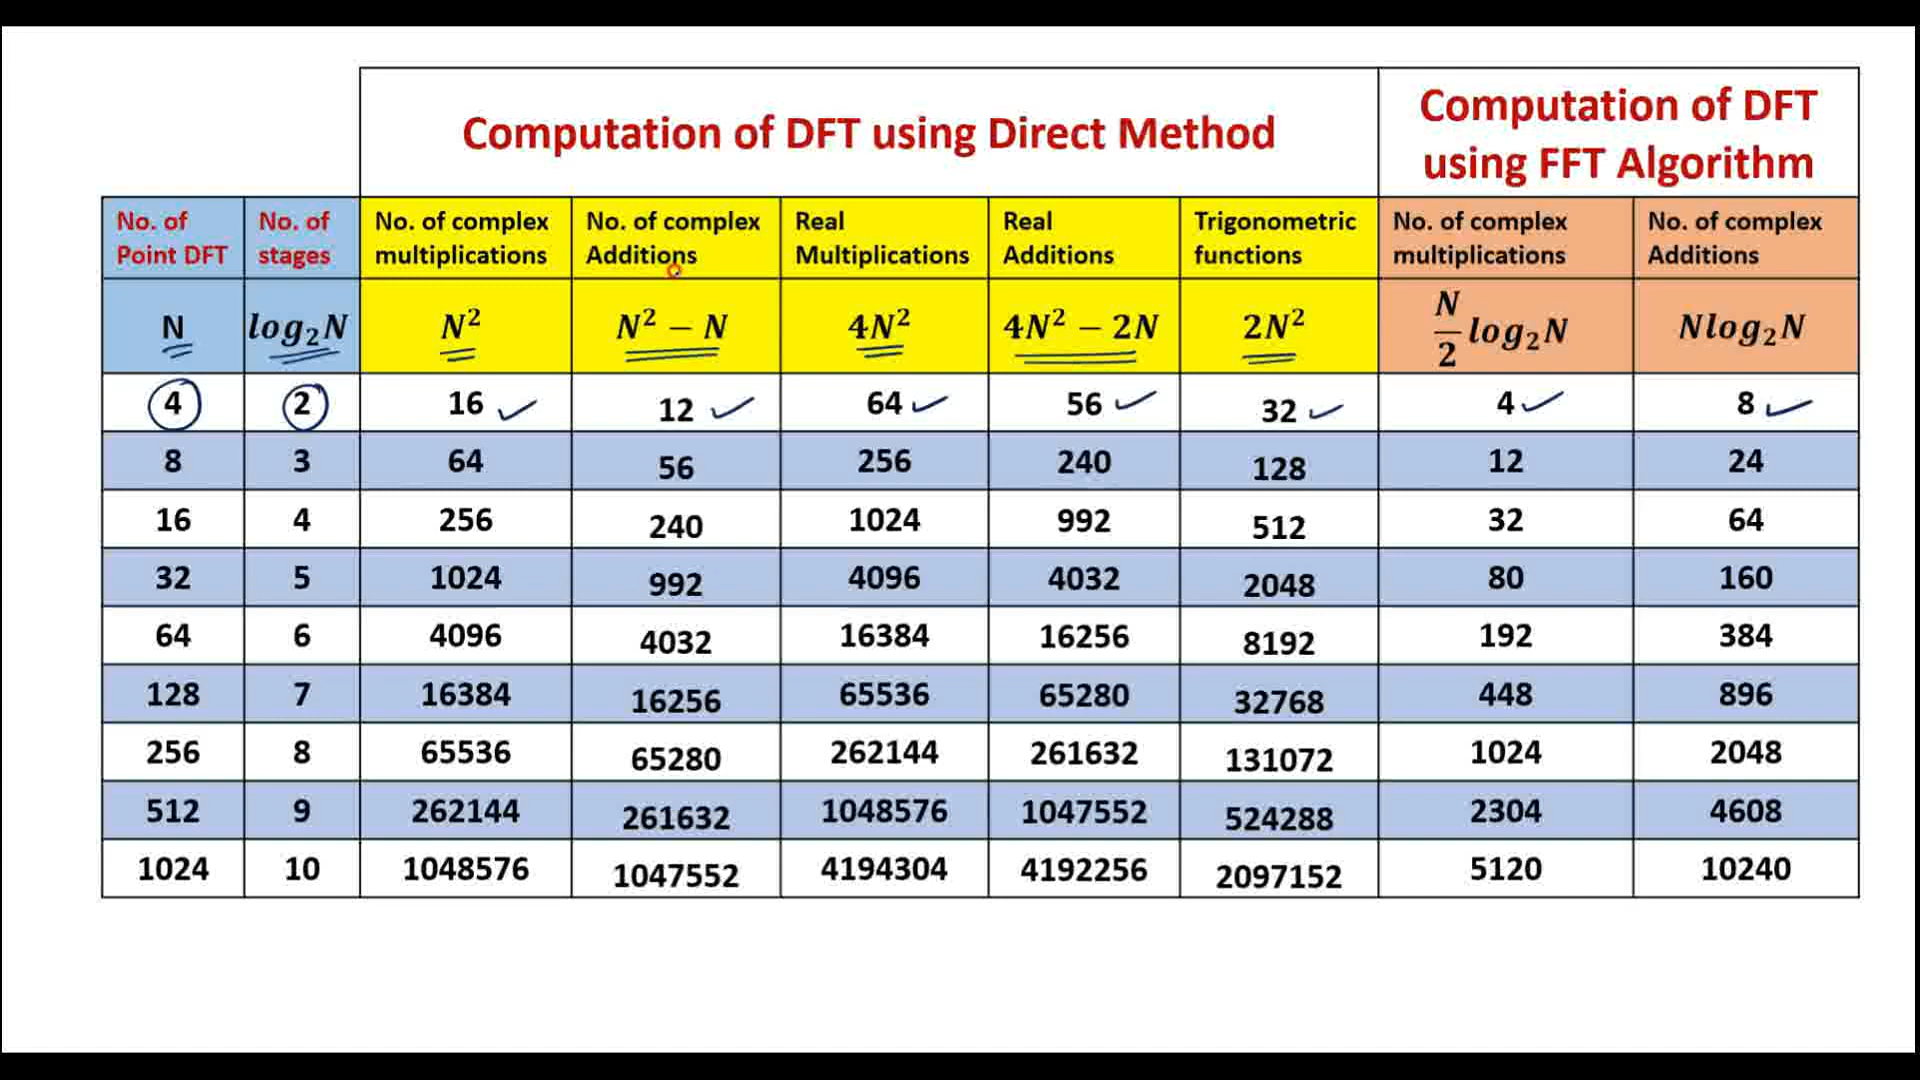 Computation of DFT using Direct Method
Computation of DFT
using FFT Algorithm
No. of Point DFT | No. of stages | No. of complex multiplications | No. of complex Additions | Real Multiplications | Real Additions | Trigonometric functions | No. of complex multiplications | No. of complex Additions
N | log₂N | N² | N² − N | 4N² | 4N² − 2N | 2N² | N/2 log₂N | Nlog₂N
4 | 2 | 16 | 12 | 64 | 56 | 32 | 4 | 8
8 | 3 | 64 | 56 | 256 | 240 | 128 | 12 | 24
16 | 4 | 256 | 240 | 1024 | 992 | 512 | 32 | 64
32 | 5 | 1024 | 992 | 4096 | 4032 | 2048 | 80 | 160
64 | 6 | 4096 | 4032 | 16384 | 16256 | 8192 | 192 | 384
128 | 7 | 16384 | 16256 | 65536 | 65280 | 32768 | 448 | 896
256 | 8 | 65536 | 65280 | 262144 | 261632 | 131072 | 1024 | 2048
512 | 9 | 262144 | 261632 | 1048576 | 1047552 | 524288 | 2304 | 4608
1024 | 10 | 1048576 | 1047552 | 4194304 | 4192256 | 2097152 | 5120 | 10240